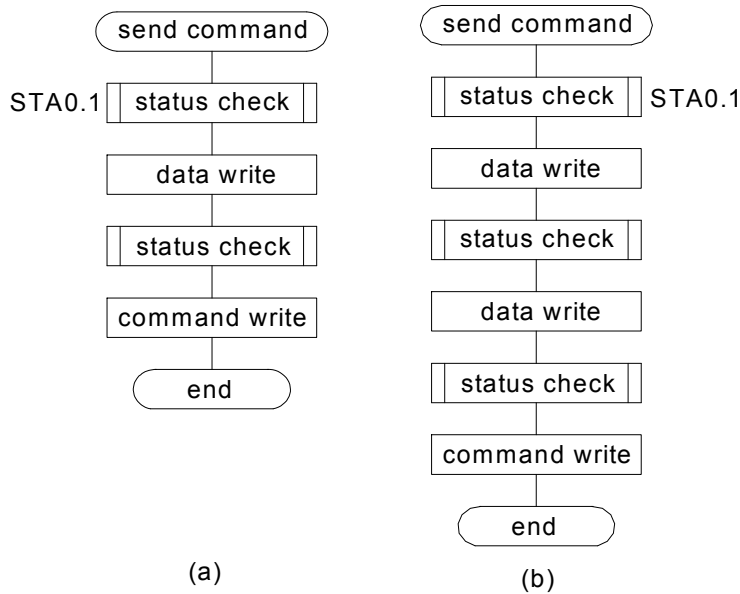 send command
STA0.1
status check
data write
status check
command write
end
(a)
send command
status check
STA0.1
data write
status check
data write
status check
command write
end
(b)